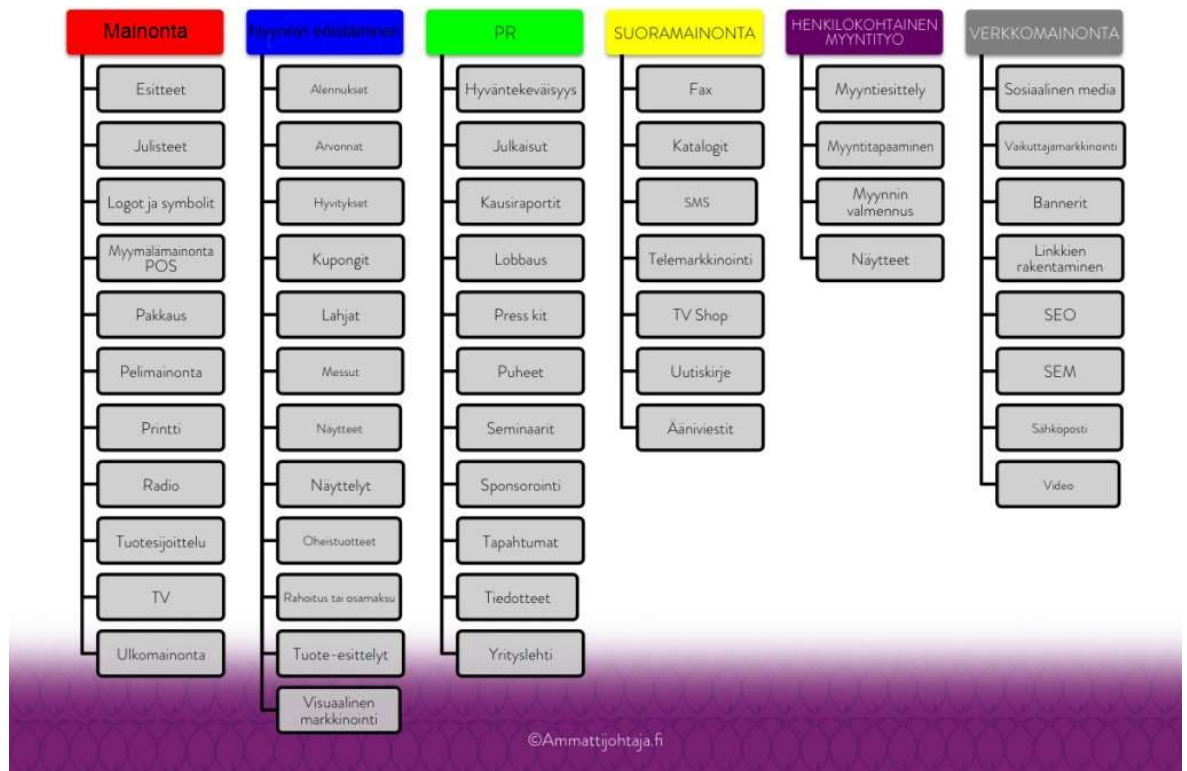 Mainonta
Esitteet
Julisteet
Logot ja symbolit
Myymälämainonta
POS
Pakkaus
Pelimainonta
Printti
Radio
Tuotesijoittelu
TV
Ulkomainonta
Myynnin edistäminen
Alennukset
Arvonnat
Hyvitykset
Kupongit
Lahjat
Messut
Näytteet
Näyttelyt
Oheistuotteet
Rahoitus tai osamaksu
Tuote-esittelyt
Visuaalinen
markkinointi
PR
Hyväntekeväisyys
Julkaisut
Kausiraportit
Lobbaus
Press kit
Puheet
Seminaarit
Sponsorointi
Tapahtumat
Tiedotteet
Yrityslehti
SUORAMAINONTA
Fax
Katalogit
SMS
Telemarkkinointi
TV Shop
Uutiskirje
Ääniviestit
HENKILÖKOHTAINEN
MYYNTITYÖ
Myyntiesittely
Myyntitapaaminen
Myynnin
valmennus
Näytteet
VERKKOMAINONTA
Sosiaalinen media
Vaikuttajamarkkinointi
Bannerit
Linkkien
rakentaminen
SEO
SEM
Sähköposti
Video
©Ammattijohtaja.fi